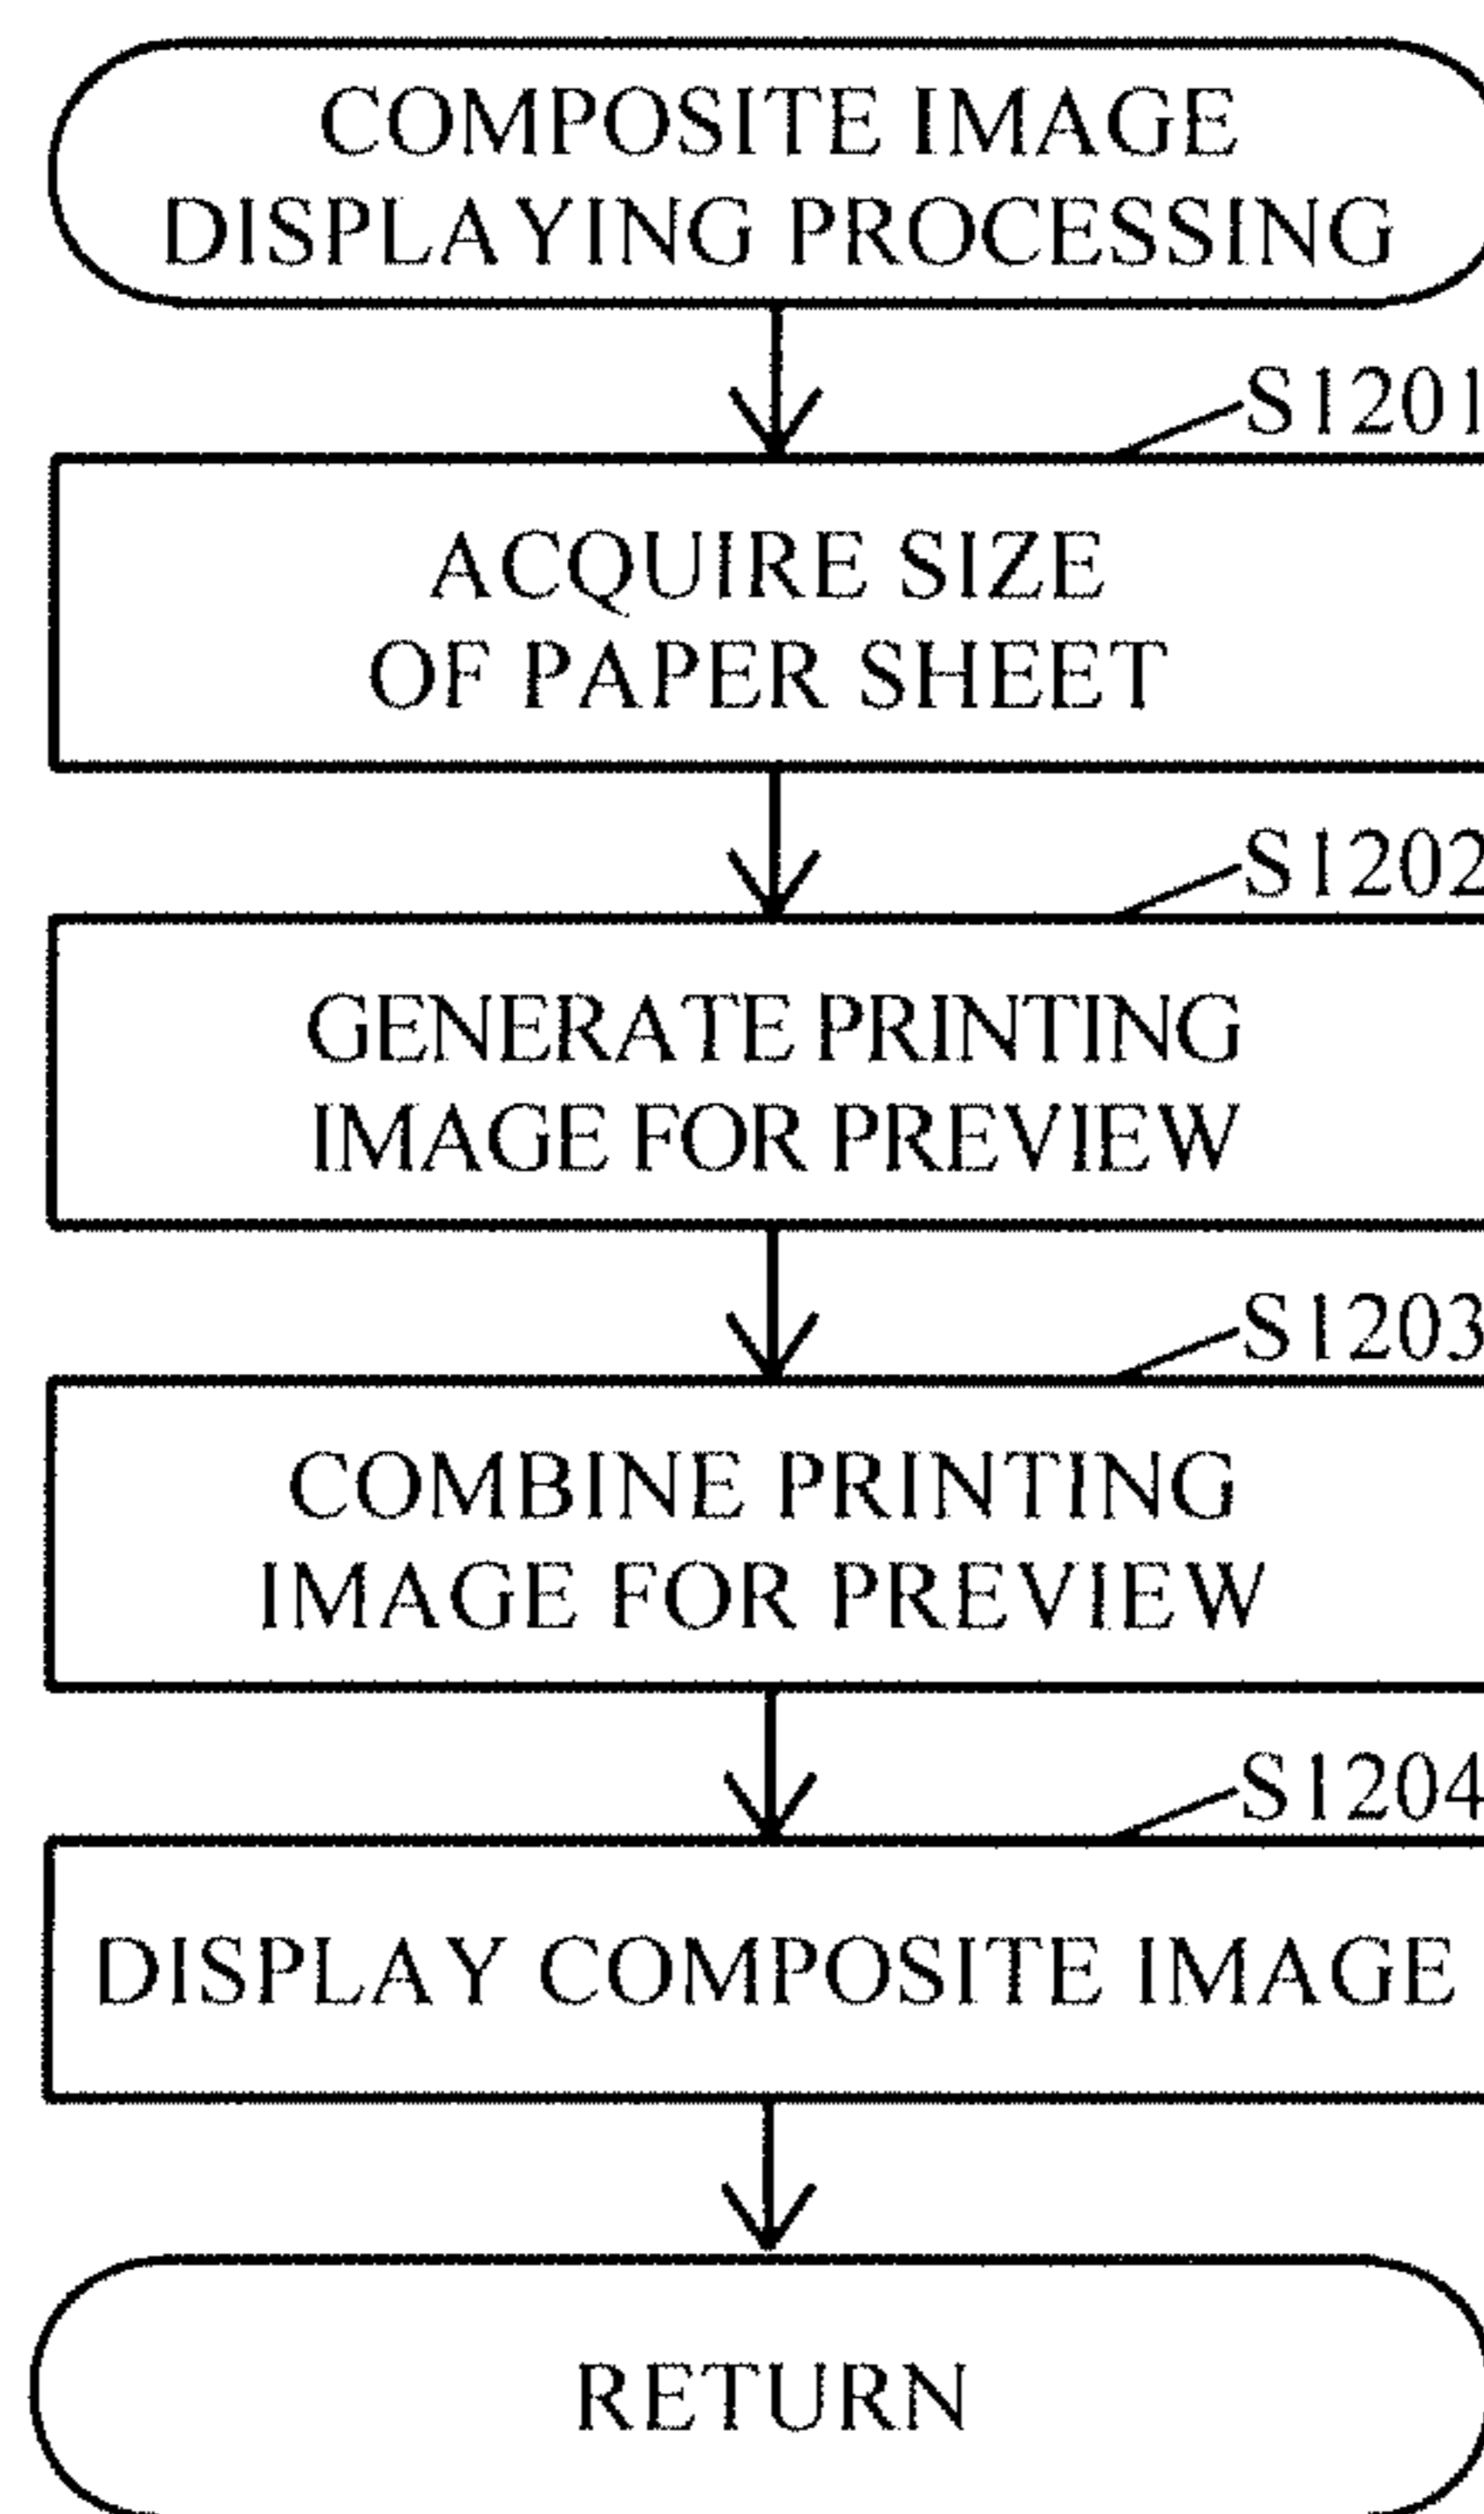 COMPOSITE IMAGE
DISPLAYING PROCESSING
S1201
ACQUIRE SIZE
OF PAPER SHEET
S1202
GENERATE PRINTING
IMAGE FOR PREVIEW
S1203
COMBINE PRINTING
IMAGE FOR PREVIEW
S1204
DISPLAY COMPOSITE IMAGE
RETURN